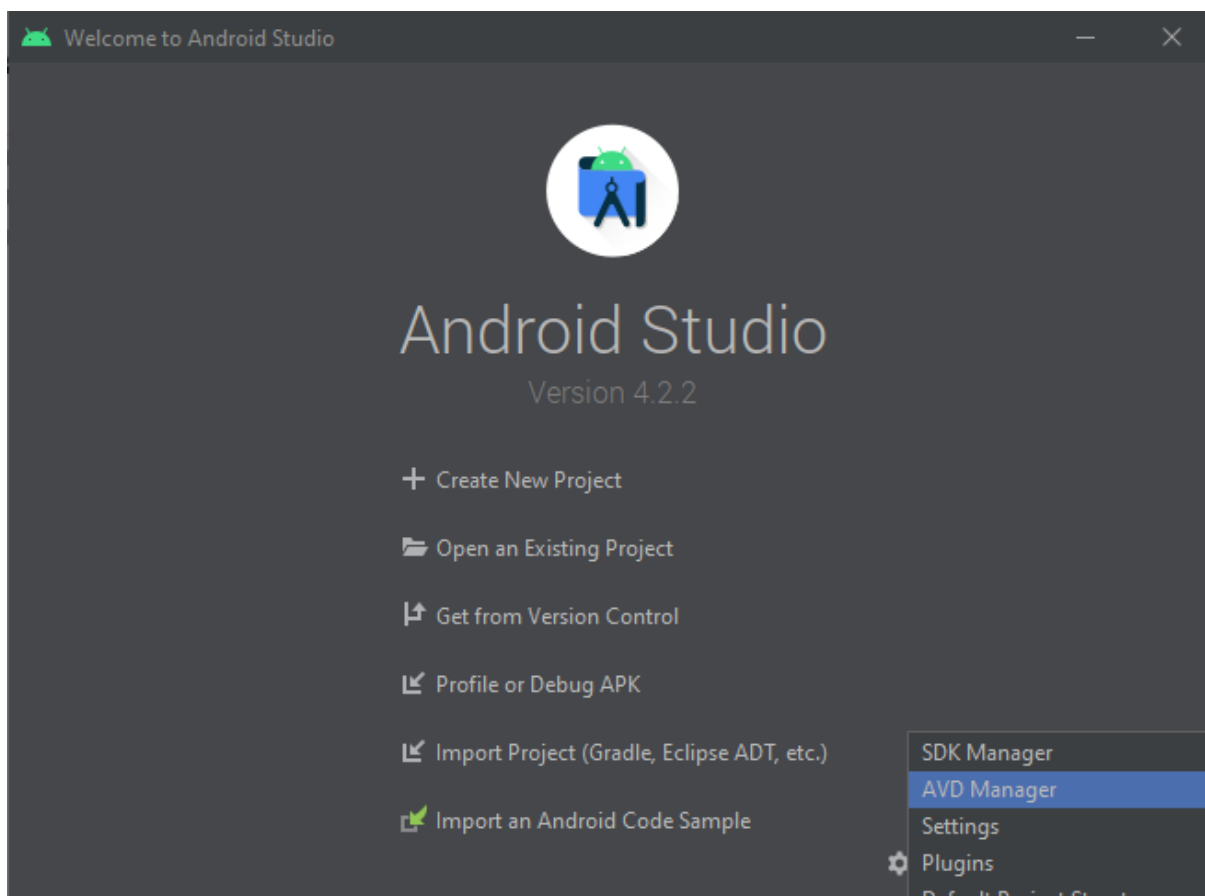 Welcome to Android Studio
Android Studio
Version 4.2.2
Create New Project
Open an Existing Project
Get from Version Control
Profile or Debug APK
Import Project (Gradle, Eclipse ADT, etc.)
Import an Android Code Sample
SDK Manager
AVD Manager
Settings
Plugins
Default Project